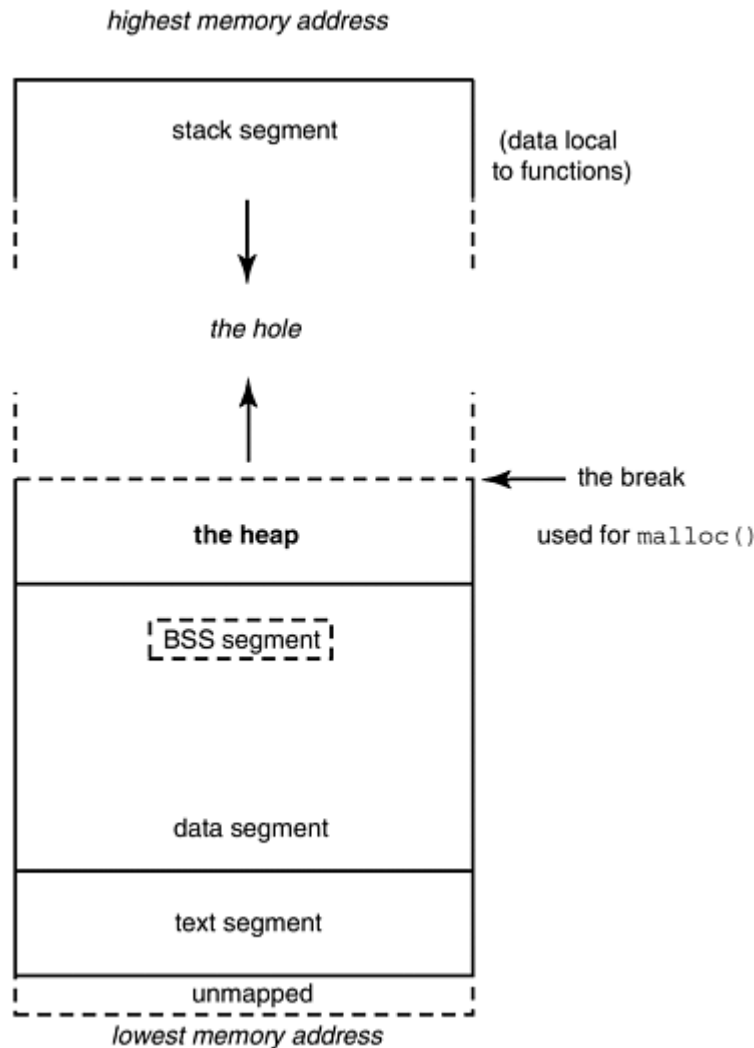 highest memory address
stack segment
(data local
to functions)
the hole
the break
the heap
used for malloc()
BSS segment
data segment
text segment
unmapped
lowest memory address